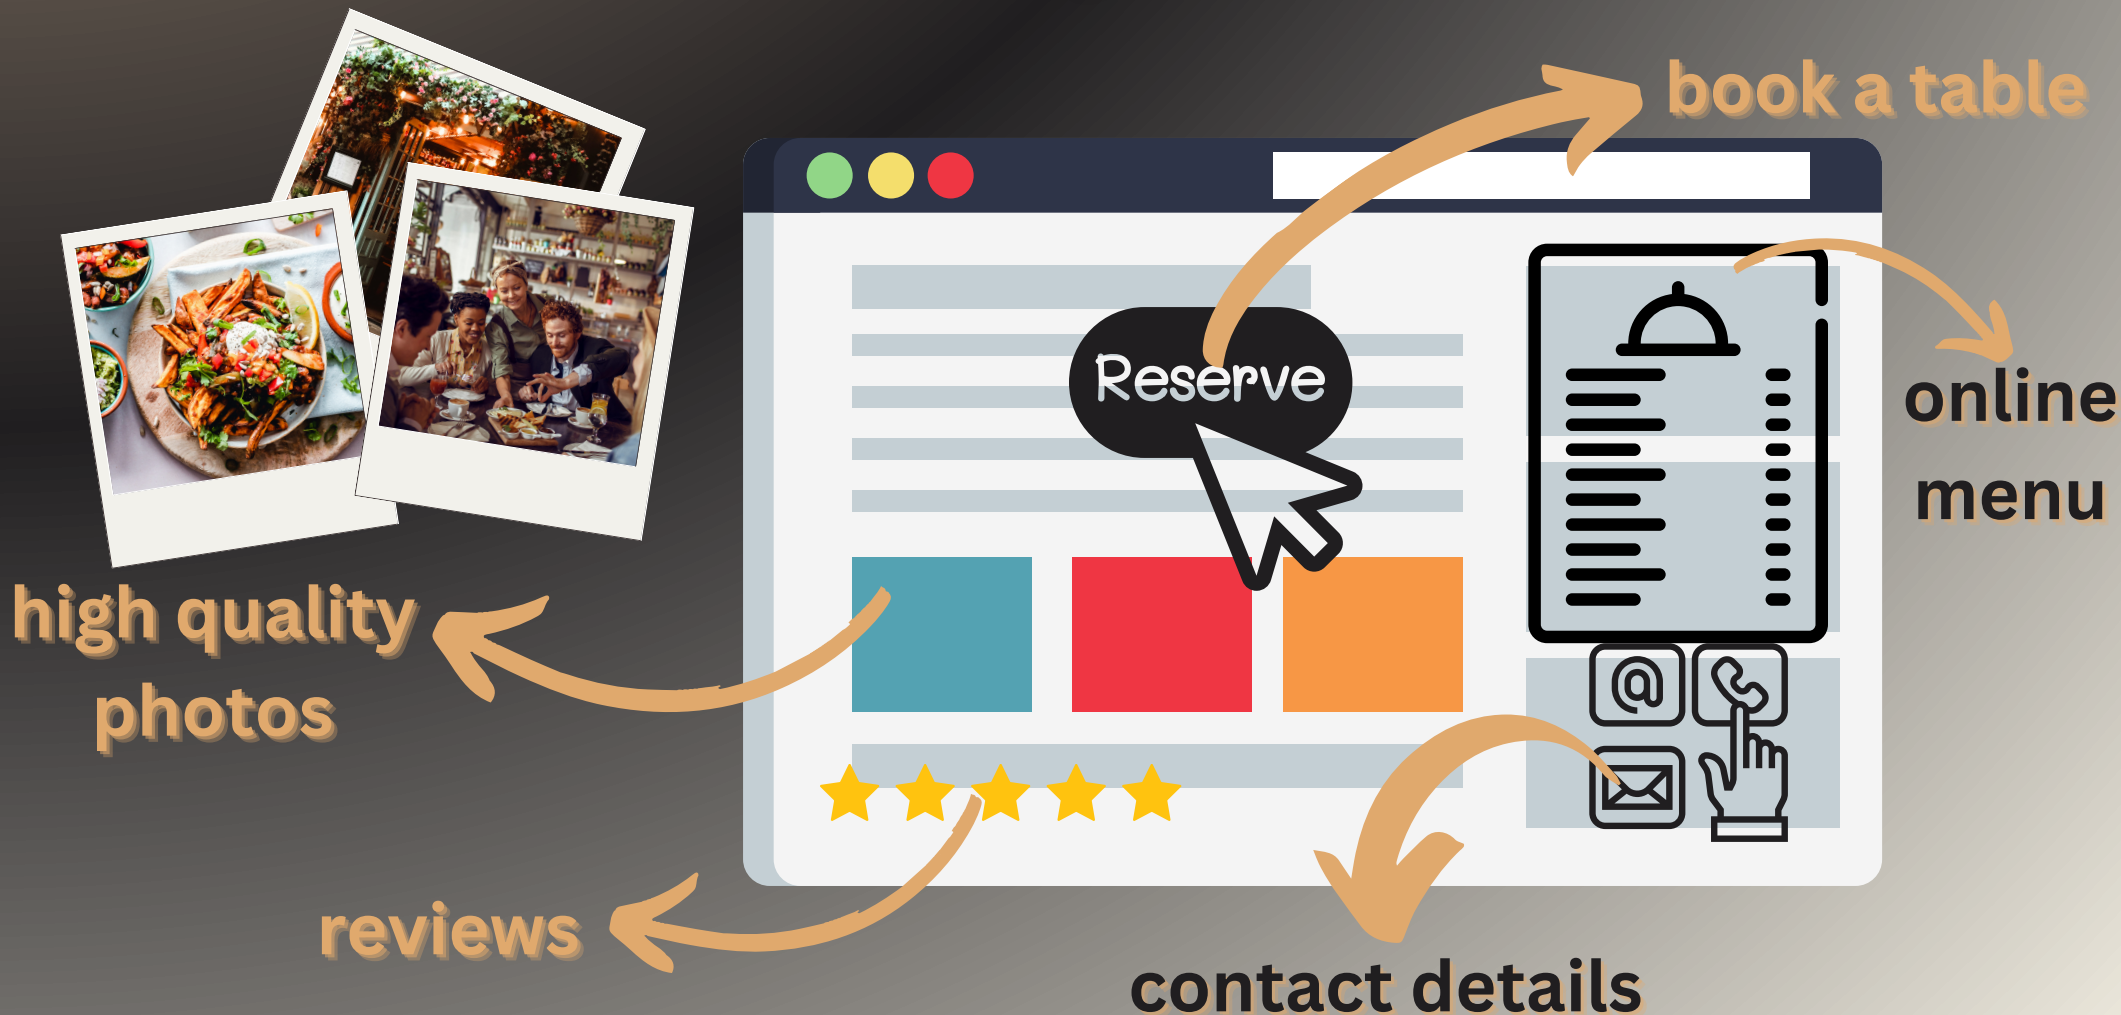 book a table
Reserve
online
menu
high quality
photos
@
reviews
contact details